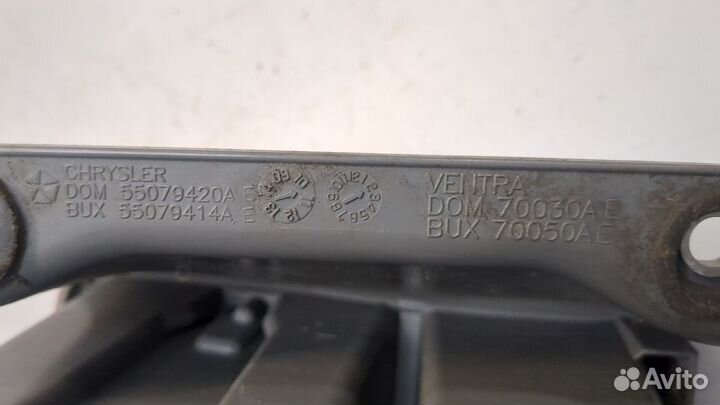 CHRYSLER
DOM 55079420A E
BUX 55079414A E
VENTRA
DOM 70030A E
BUX 70050A E
Avito